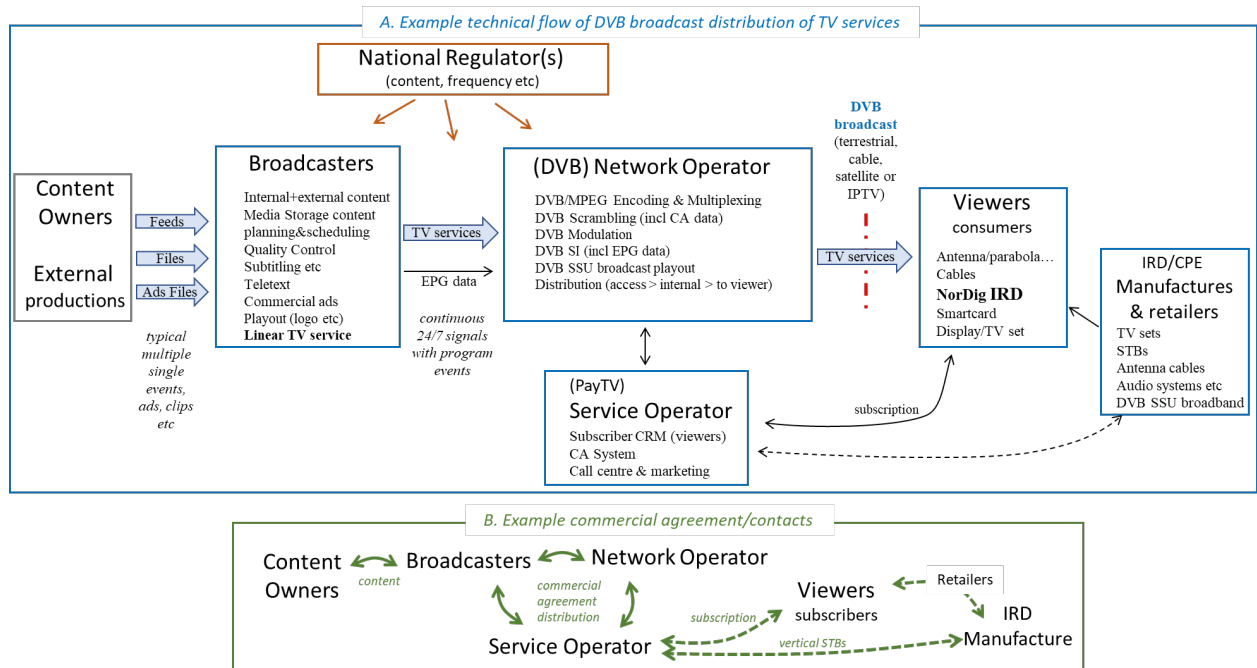 A. Example technical flow of DVB broadcast distribution of TV services
National Regulator(s)
(content, frequency etc)
Content
Owners
External
productions
Feeds
Files
Ads Files
typical
multiple
single
events,
ads, clips
etc
Broadcasters
Internal+external content
Media Storage content
planning&scheduling
Quality Control
Subtitling etc
Teletext
Commercial ads
Playout (logo etc)
Linear TV service
TV services
EPG data
continuous
24/7 signals
with program
events
(DVB) Network Operator
DVB/MPEG Encoding & Multiplexing
DVB Scrambling (incl CA data)
DVB Modulation
DVB SI (incl EPG data)
DVB SSU broadcast playout
Distribution (access > internal > to viewer)
DVB
broadcast
(terrestrial,
cable,
satellite or
IPTV)
TV services
Viewers
consumers
Antenna/parabola…
Cables
NorDig IRD
Smartcard
Display/TV set
IRD/CPE
Manufactures
& retailers
TV sets
STBs
Antenna cables
Audio systems etc
DVB SSU broadband
(PayTV)
Service Operator
Subscriber CRM (viewers)
CA System
Call centre & marketing
subscription
B. Example commercial agreement/contacts
Content
Owners
content
Broadcasters
Network Operator
commercial
agreement
distribution
Service Operator
subscription
Viewers
subscribers
Retailers
IRD
Manufacture
vertical STBs